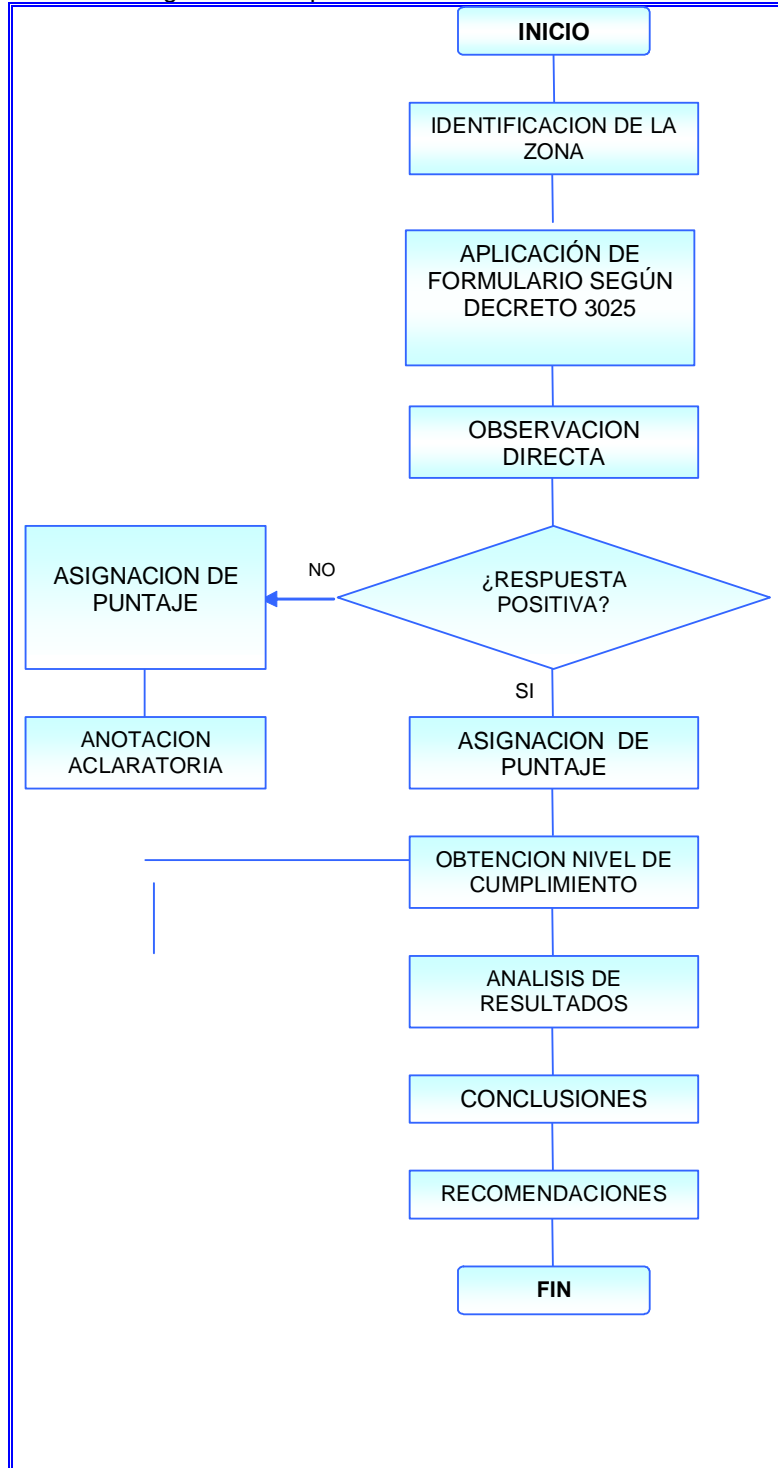 INICIO
IDENTIFICACION DE LA
ZONA
APLICACIÓN DE
FORMULARIO SEGÚN
DECRETO 3025
OBSERVACION
DIRECTA
¿RESPUESTA
POSITIVA?
NO
ASIGNACION DE
PUNTAJE
ANOTACION
ACLARATORIA
SI
ASIGNACION DE
PUNTAJE
OBTENCION NIVEL DE
CUMPLIMIENTO
ANALISIS DE
RESULTADOS
CONCLUSIONES
RECOMENDACIONES
FIN